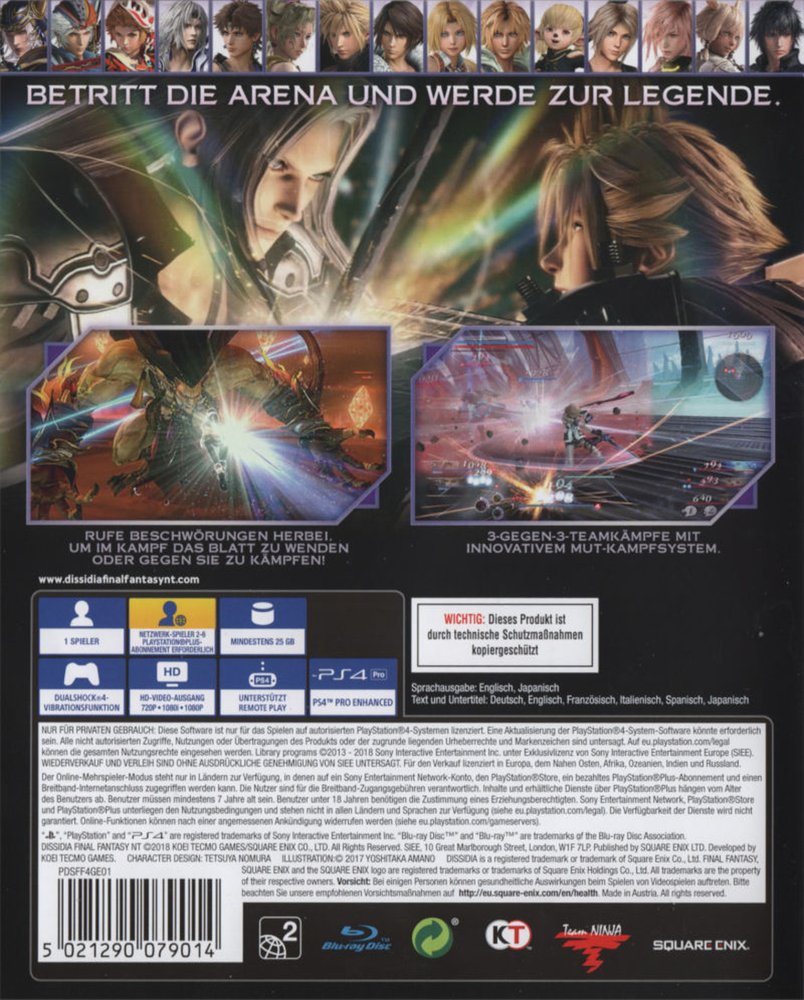 BETRITT DIE ARENA UND WERDE ZUR LEGENDE.
RUFE BESCHWÖRUNGEN HERBEI,
UM IM KAMPF DAS BLATT ZU WENDEN
ODER GEGEN SIE ZU KÄMPFEN!
1000
1098
104
393
394
640
3-GEGEN-3-TEAMKÄMPFE MIT
INNOVATIVEM MUT-KAMPFSYSTEM.
www.dissidiafinalfantasynt.com
1 SPIELER
NETZWERK-SPIELER 2-6
PLAYSTATION®PLUS-
ABONNEMENT ERFORDERLICH
MINDESTENS 25 GB
DUALSHOCK®4-
VIBRATIONSFUNKTION
HD
HD-VIDEO-AUSGANG
720P • 1080i • 1080P
PS4
UNTERSTÜTZT
REMOTE PLAY
PS4 Pro
PS4™ PRO ENHANCED
WICHTIG: Dieses Produkt ist
durch technische Schutzmaßnahmen
kopiergeschützt
Sprachausgabe: Englisch, Japanisch
Text und Untertitel: Deutsch, Englisch, Französisch, Italienisch, Spanisch, Japanisch
NUR FÜR PRIVATEN GEBRAUCH: Diese Software ist nur für das Spielen auf autorisierten PlayStation®4-Systemen lizenziert. Eine Aktualisierung der PlayStation®4-System-Software könnte erforderlich
sein. Alle nicht autorisierten Zugriffe, Nutzungen oder Übertragungen des Produkts oder der zugrunde liegenden Urheberrechte und Markenzeichen sind untersagt. Auf eu.playstation.com/legal
können die gesamten Nutzungsrechte eingesehen werden. Library programs ©2013 - 2018 Sony Interactive Entertainment Inc. unter Exklusivlizenz von Sony Interactive Entertainment Europe (SIEE).
WIEDERVERKAUF UND VERLEIH SIND OHNE AUSDRÜCKLICHE GENEHMIGUNG VON SIEE UNTERSAGT. Für den Verkauf lizenziert in Europa, dem Nahen Osten, Afrika, Ozeanien, Indien und Russland.
Der Online-Mehrspieler-Modus steht nur in Ländern zur Verfügung, in denen auf ein Sony Entertainment Network-Konto, den PlayStation®Store, ein bezahltes PlayStation®Plus-Abonnement und einen
Breitband-Internetanschluss zugegriffen werden kann. Die Nutzer sind für die Breitband-Zugangsgebühren verantwortlich. Inhalte und erhältliche Dienste über PlayStation®Plus hängen vom Alter
des Benutzers ab. Benutzer müssen mindestens 7 Jahre alt sein. Benutzer unter 18 Jahren benötigen die Zustimmung eines Erziehungsberechtigten. Sony Entertainment Network, PlayStation®Store
und PlayStation®Plus unterliegen den Nutzungsbedingungen und stehen nicht in allen Ländern und Sprachen zur Verfügung (siehe eu.playstation.com/legal). Die Verfügbarkeit der Dienste wird nicht
garantiert. Online-Funktionen können nach einer angemessenen Ankündigung widerrufen werden (siehe eu.playstation.com/gameservers).
"PlayStation" and "PS4" are registered trademarks of Sony Interactive Entertainment Inc. "Blu-ray Disc™" and "Blu-ray™" are trademarks of the Blu-ray Disc Association.
DISSIDIA FINAL FANTASY NT ©2018 KOEI TECMO GAMES/SQUARE ENIX CO., LTD. All Rights Reserved. SIEE, 10 Great Marlborough Street, London, W1F 7LP. Published by SQUARE ENIX LTD. Developed by
KOEI TECMO GAMES. CHARACTER DESIGN: TETSUYA NOMURA ILLUSTRATION:© 2017 YOSHITAKA AMANO DISSIDIA is a registered trademark or trademark of Square Enix Co., Ltd. FINAL FANTASY,
SQUARE ENIX and the SQUARE ENIX logo are registered trademarks or trademarks of Square Enix Holdings Co., Ltd. All trademarks are the property
of their respective owners. Vorsicht: Bei einigen Personen können gesundheitliche Auswirkungen beim Spielen von Videospielen auftreten. Bitte
beachten Sie unsere empfohlenen Vorsichtsmaßnahmen auf http://eu.square-enix.com/en/health. Made in Austria. All rights reserved.
PDSFF4GE01
5 021290 079014
2
Blu-ray Disc™
®
KT
Team NINJA
SQUARE ENIX.